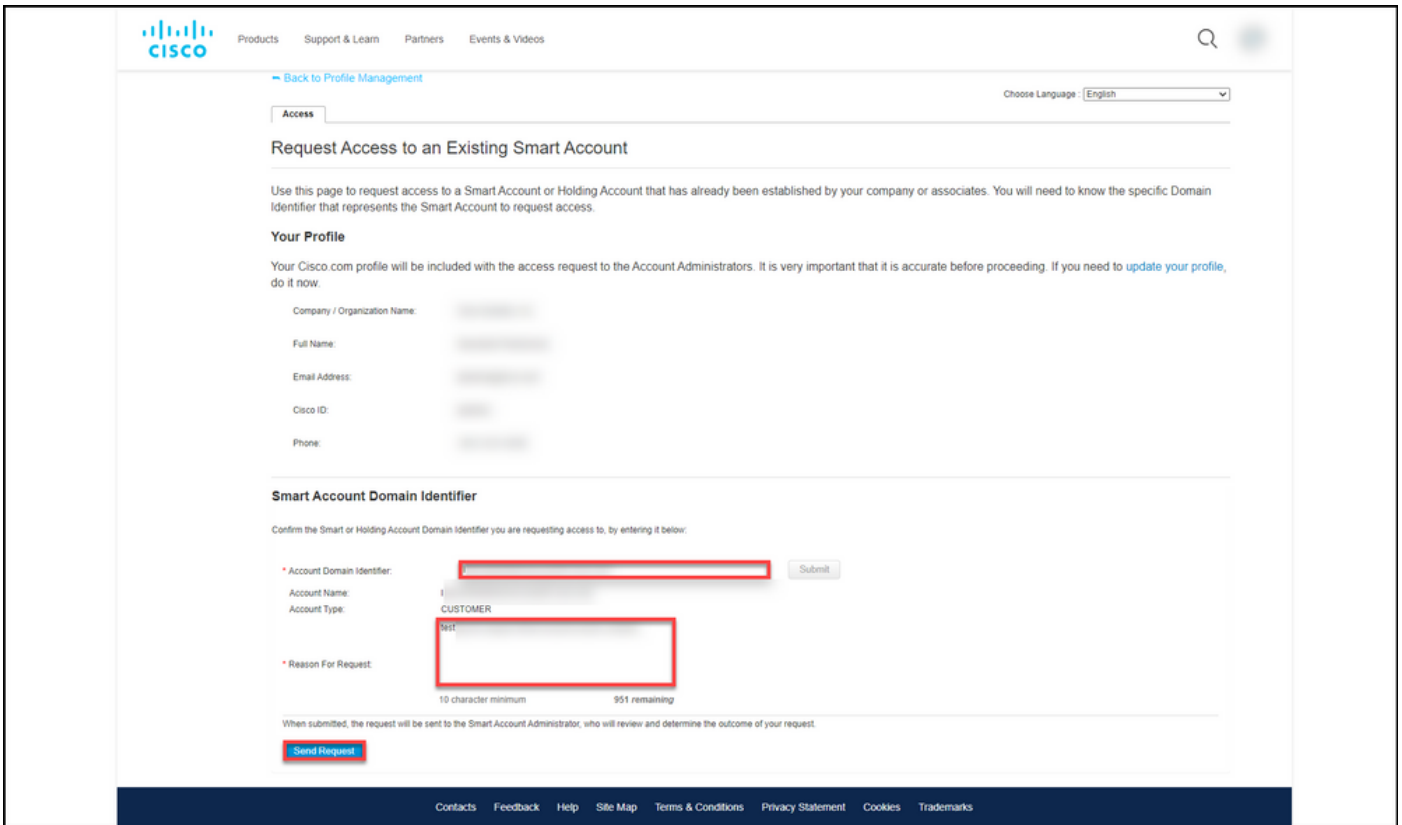 CISCO
Products Support & Learn Partners Events & Videos
Back to Profile Management
Choose Language : English
Access
Request Access to an Existing Smart Account
Use this page to request access to a Smart Account or Holding Account that has already been established by your company or associates. You will need to know the specific Domain
Identifier that represents the Smart Account to request access.
Your Profile
Your Cisco.com profile will be included with the access request to the Account Administrators. It is very important that it is accurate before proceeding. If you need to update your profile,
do it now.
Company / Organization Name:
Full Name:
Email Address:
Cisco ID:
Phone:
Smart Account Domain Identifier
Confirm the Smart or Holding Account Domain Identifier you are requesting access to, by entering it below:
* Account Domain Identifier: Submit
Account Name:
Account Type: CUSTOMER
test
* Reason For Request:
10 character minimum 951 remaining
When submitted, the request will be sent to the Smart Account Administrator, who will review and determine the outcome of your request.
Send Request
Contacts Feedback Help Site Map Terms & Conditions Privacy Statement Cookies Trademarks